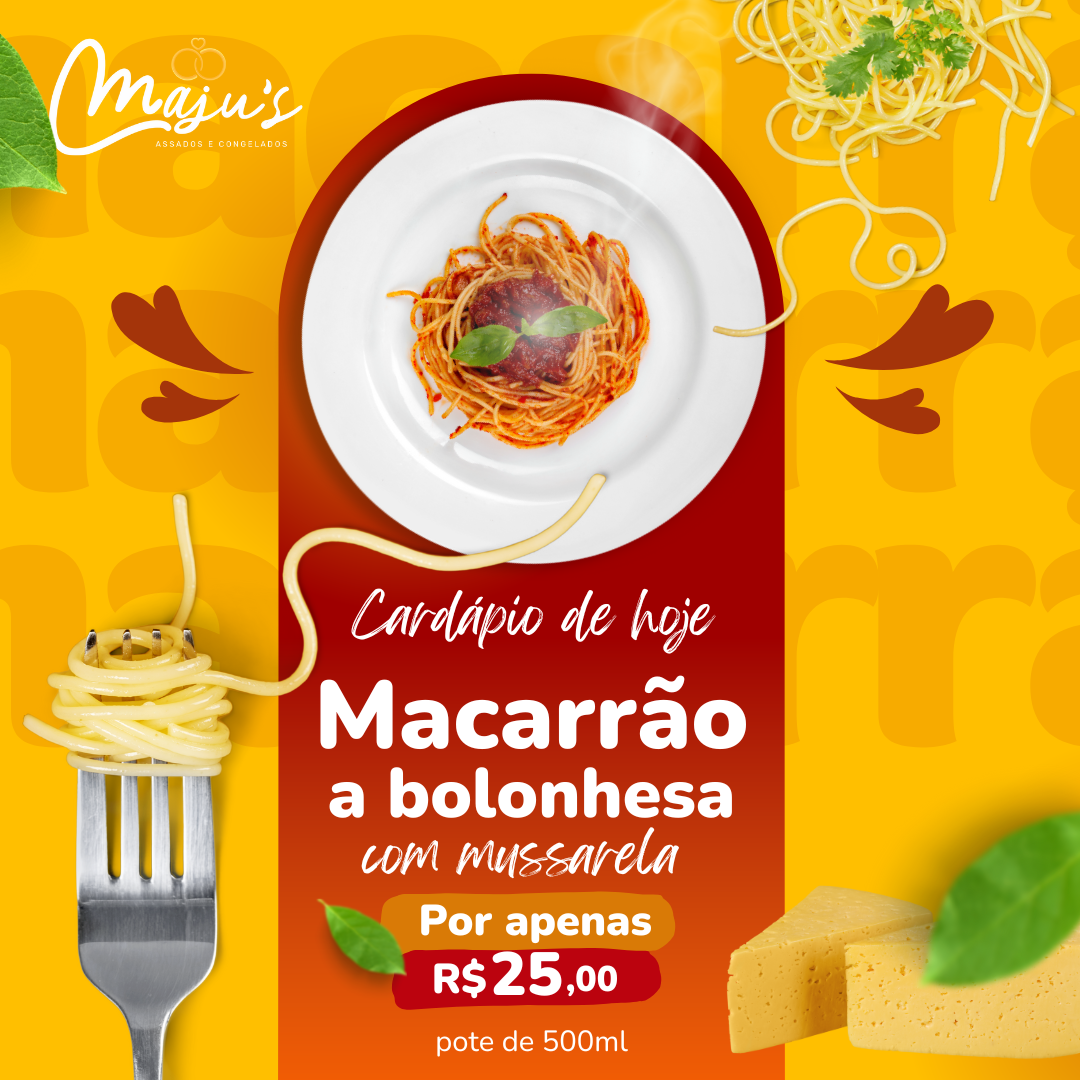 Maju's
ASSADOS E CONGELADOS
Cardápio de hoje
Macarrão
a bolonhesa
com mussarela
Por apenas
R$25,00
pote de 500ml